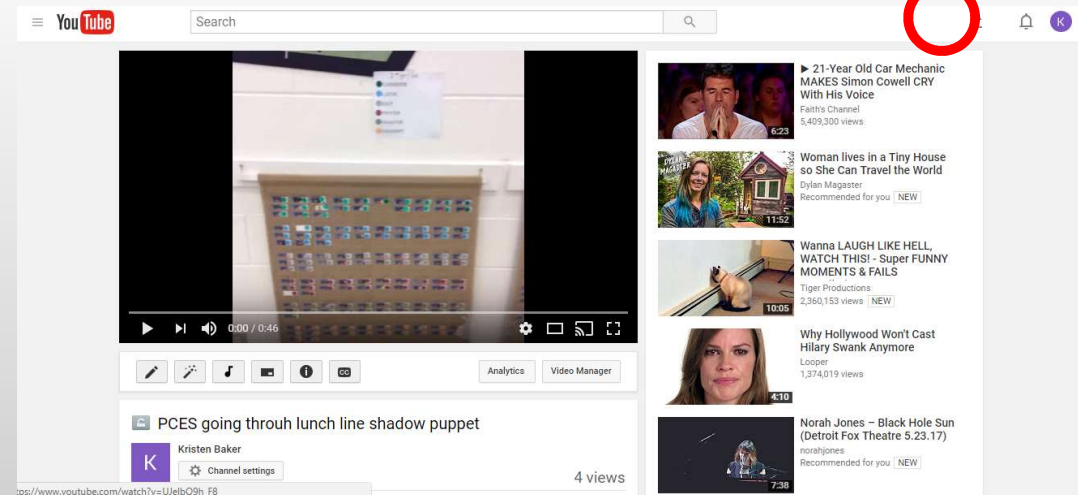 YouTube
Search
K
0:00 / 0:46
CC
Analytics
Video Manager
PCES going throuh lunch line shadow puppet
K
Kristen Baker
Channel settings
4 views
▶ 21-Year Old Car Mechanic
MAKES Simon Cowell CRY
With His Voice
Faith's Channel
5,409,300 views
6:23
Woman lives in a Tiny House
so She Can Travel the World
Dylan Magaster
Recommended for you NEW
DYLAN
MAGASTER
11:52
Wanna LAUGH LIKE HELL,
WATCH THIS! - Super FUNNY
MOMENTS & FAILS
Tiger Productions
2,360,153 views NEW
10:05
Why Hollywood Won't Cast
Hilary Swank Anymore
Looper
1,374,019 views
4:10
Norah Jones – Black Hole Sun
(Detroit Fox Theatre 5.23.17)
norahjones
Recommended for you NEW
7:38